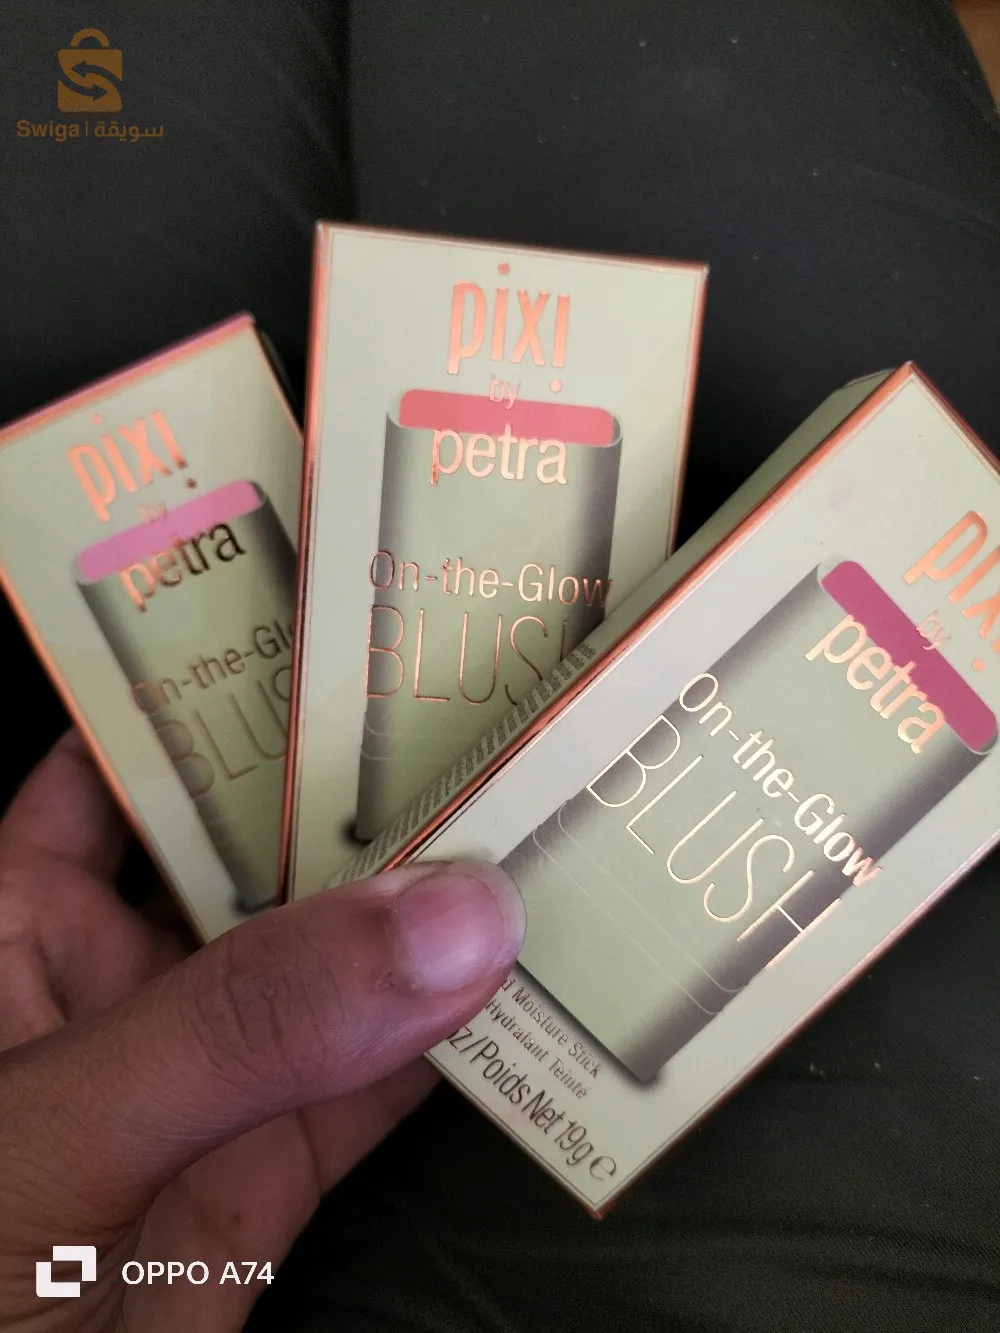 Swiga | سويقة
pixi
by
petra
On-the-Glow
BLUSH
pixi
by
petra
On-the-Glow
BLUSH
by
petra
On-the-Glow
BLUSH
Moisture Stick
Hydratant Teinté
oz/Poids Net 19g ℮
OPPO A74